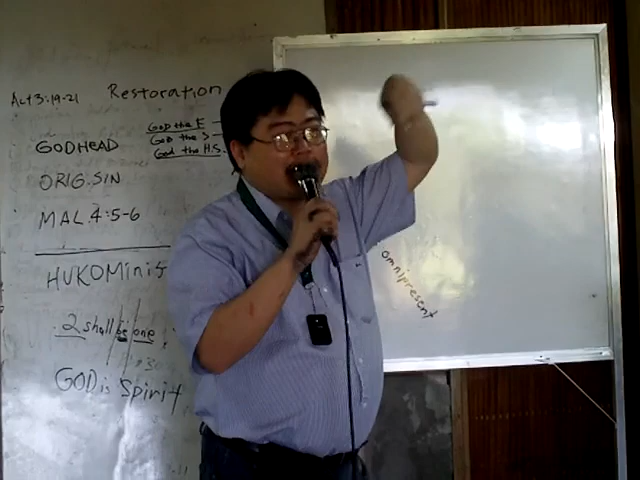 Act 3:19-21 Restoration
God the F
God the S
God the H.S.
GODHEAD
ORIG. SIN
MAL. 4:5-6
2 shall be one
GOD is Spirit
omnipresent